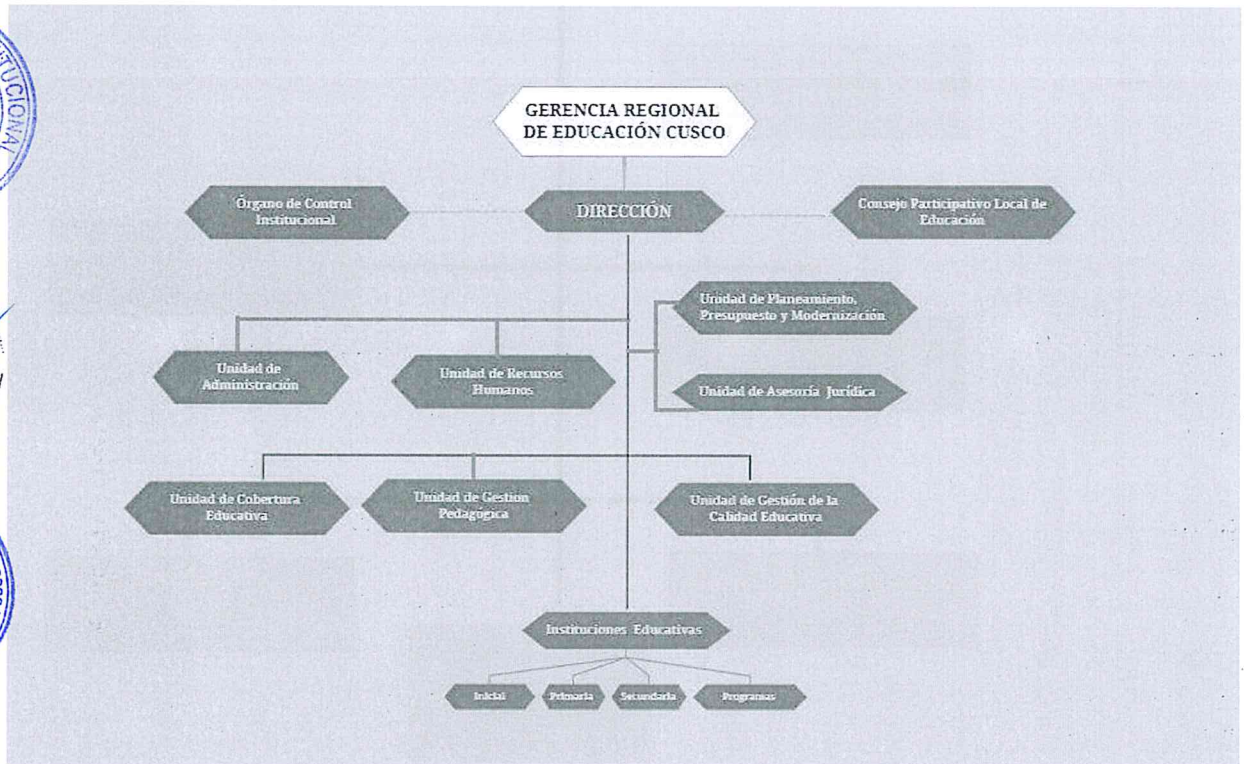 TUCIONAL
GERENCIA REGIONAL
DE EDUCACIÓN CUSCO
Órgano de Control
Institucional
DIRECCIÓN
Consejo Participativo Local de
Educación
Unidad de Planeamiento,
Presupuesto y Modernización
Unidad de
Administración
Unidad de Recursos
Humanos
Unidad de Asesoría Jurídica
Unidad de Cobertura
Educativa
Unidad de Gestion
Pedagógica
Unidad de Gestión de la
Calidad Educativa
Instituciones Educativas
Inicial
Primaria
Secundaria
Programas